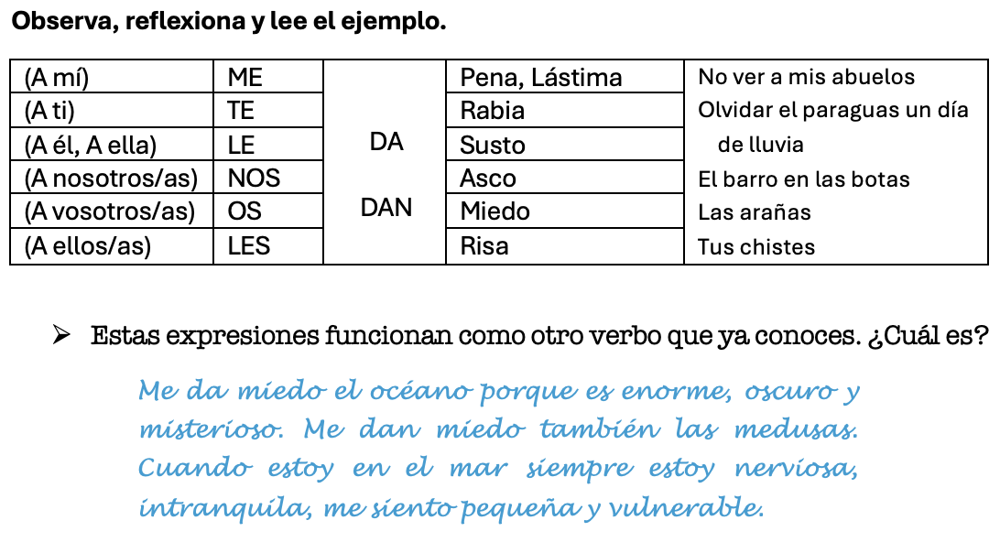 Observa, reflexiona y lee el ejemplo.
(A mí) ME Pena, Lástima No ver a mis abuelos
(A ti) TE Rabia Olvidar el paraguas un día
(A él, A ella) LE DA Susto de lluvia
(A nosotros/as) NOS Asco El barro en las botas
(A vosotros/as) OS DAN Miedo Las arañas
(A ellos/as) LES Risa Tus chistes
➢ Estas expresiones funcionan como otro verbo que ya conoces. ¿Cuál es?
Me da miedo el océano porque es enorme, oscuro y
misterioso. Me dan miedo también las medusas.
Cuando estoy en el mar siempre estoy nerviosa,
intranquila, me siento pequeña y vulnerable.